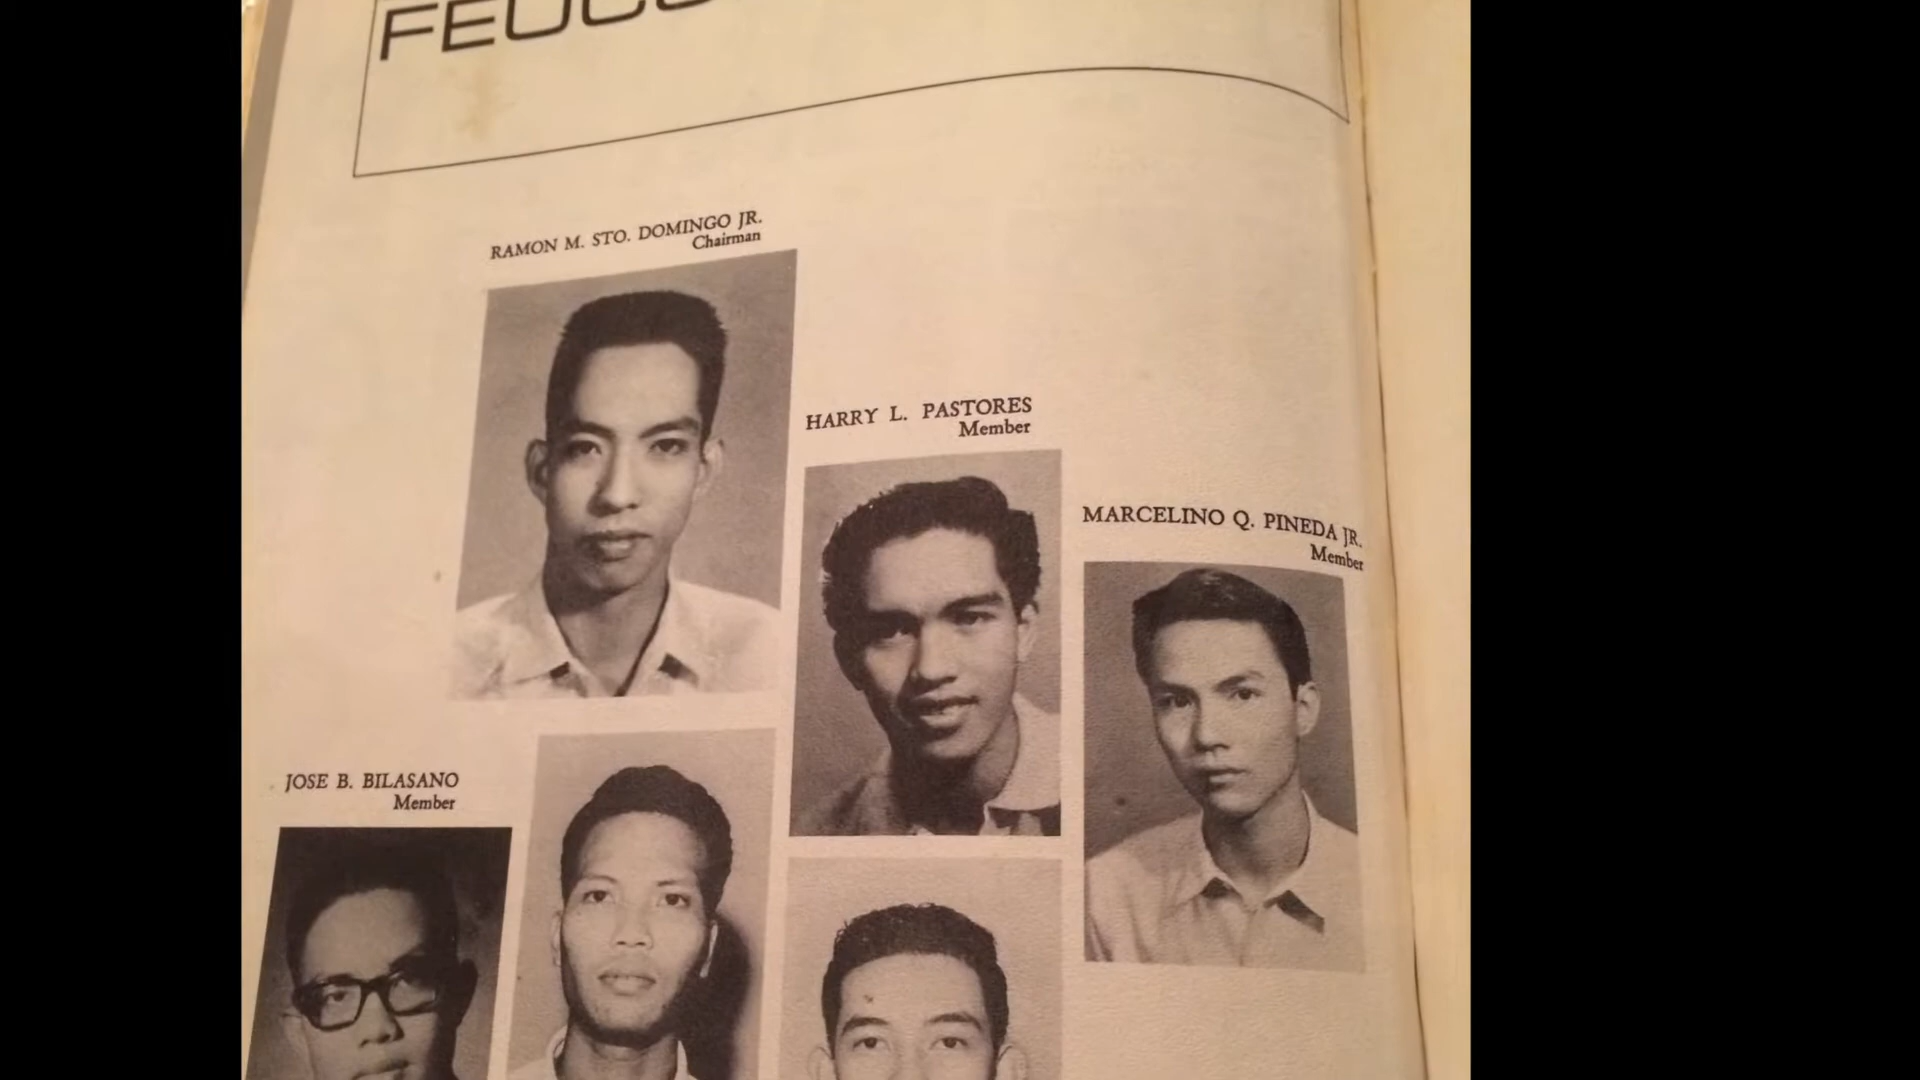 RAMON M. STO. DOMINGO JR.
Chairman
HARRY L. PASTORES
Member
MARCELINO Q. PINEDA JR.
Member
JOSE B. BILASANO
Member